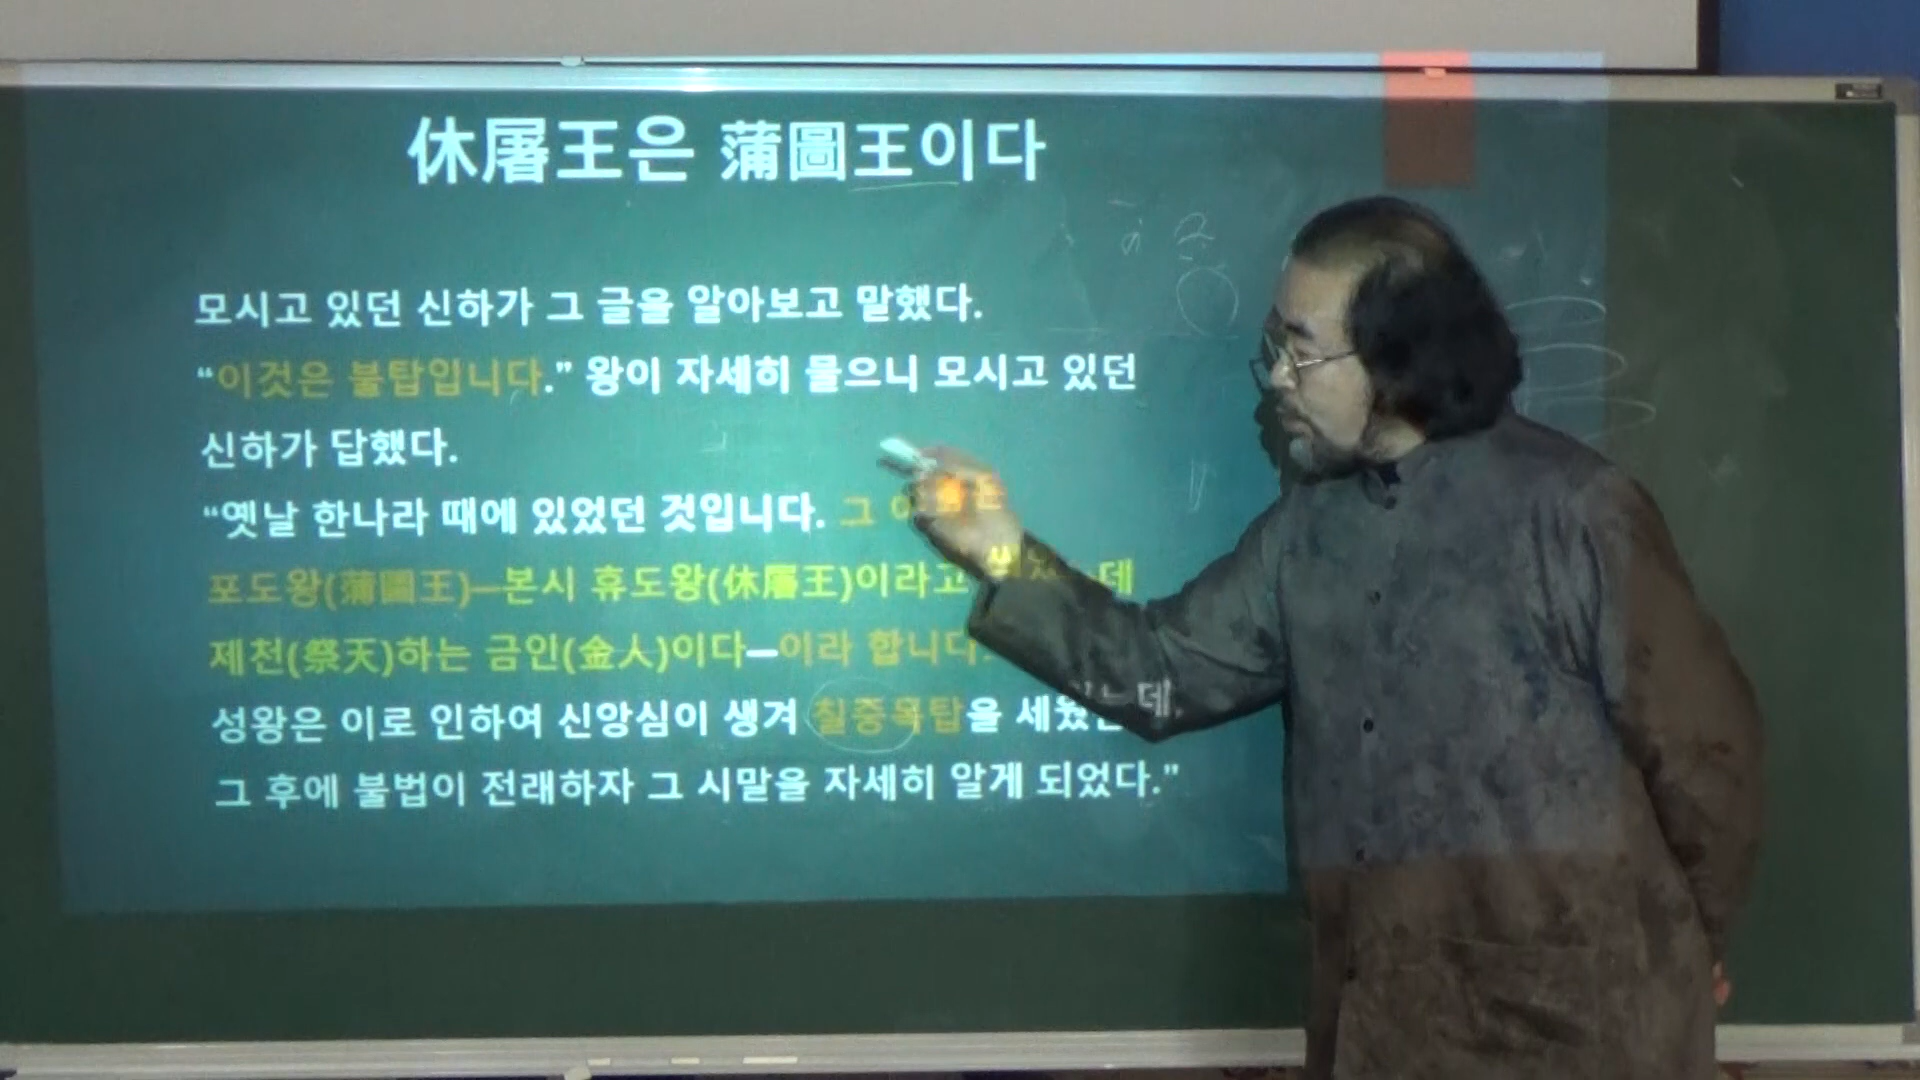 休屠王은 蒲圖王이다
모시고 있던 신하가 그 글을 알아보고 말했다.
“이것은 불탑입니다.” 왕이 자세히 물으니 모시고 있던
신하가 답했다.
“옛날 한나라 때에 있었던 것입니다. 그
포도왕(蒲圖王)—본시 휴도왕(休屠王)이라고
제천(祭天)하는 금인(金人)이다—이라 합니다.
성왕은 이로 인하여 신앙심이 생겨 칠중목탑을 세웠는데,
그 후에 불법이 전래하자 그 시말을 자세히 알게 되었다.”